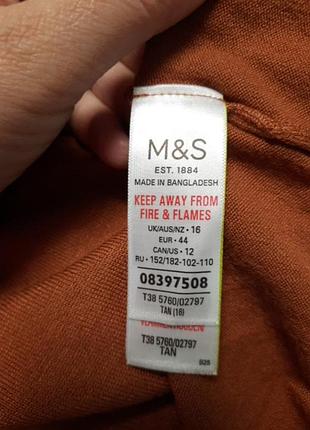 M&S
EST. 1884
MADE IN BANGLADESH
KEEP AWAY FROM
FIRE & FLAMES
UK/AUS/NZ • 16
EUR • 44
CAN/US • 12
RU • 152/182-102-110
08397508
T38 5760/02797
TAN (18)
T38 5760/02797
TAN